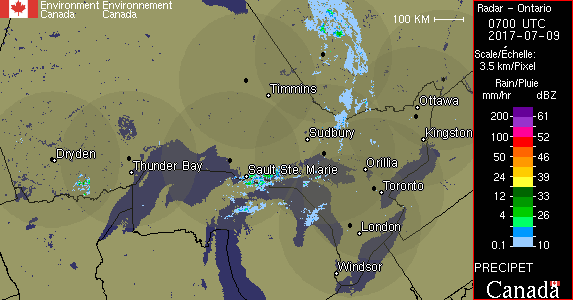 Environment Environnement
Canada Canada
100 KM
Radar - Ontario
0700 UTC
2017-07-09
Scale/Échelle:
3.5 km/Pixel
Rain/Pluie
mm/hr dBZ
200 61
100 52
50 46
24 39
12 33
4 26
0.1 10
PRECIPET
Canada
Timmins
Ottawa
Sudbury
Kingston
Dryden
Thunder Bay
Sault Ste. Marie
Orillia
Toronto
London
Windsor